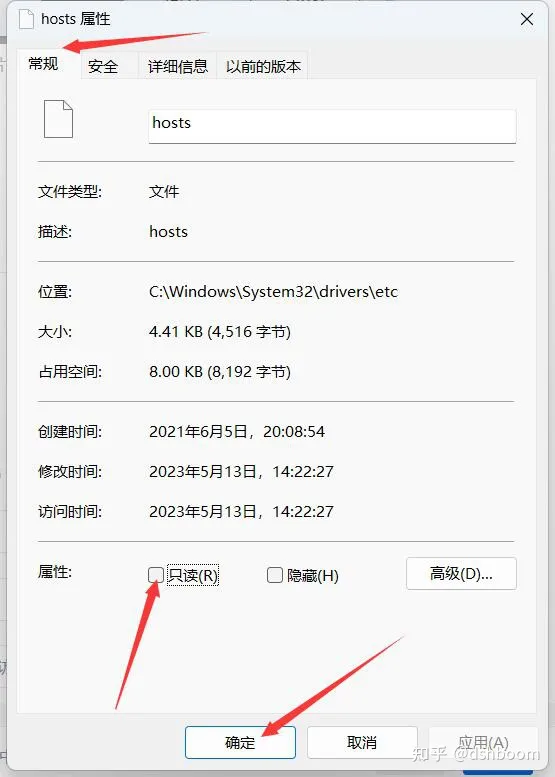 hosts 属性
常规 安全 详细信息 以前的版本
hosts
文件类型: 文件
描述: hosts
位置: C:\Windows\System32\drivers\etc
大小: 4.41 KB (4,516 字节)
占用空间: 8.00 KB (8,192 字节)
创建时间: 2021年6月5日，20:08:54
修改时间: 2023年5月13日，14:22:27
访问时间: 2023年5月13日，14:22:27
属性: 只读(R) 隐藏(H) 高级(D)...
确定 取消 应用(A)
知乎 @dshboom